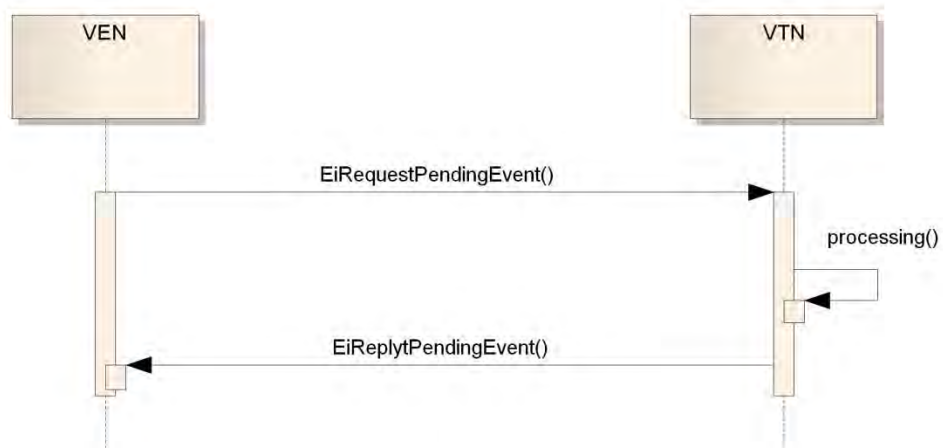 VEN
VTN
EiRequestPendingEvent()
processing()
EiReplytPendingEvent()